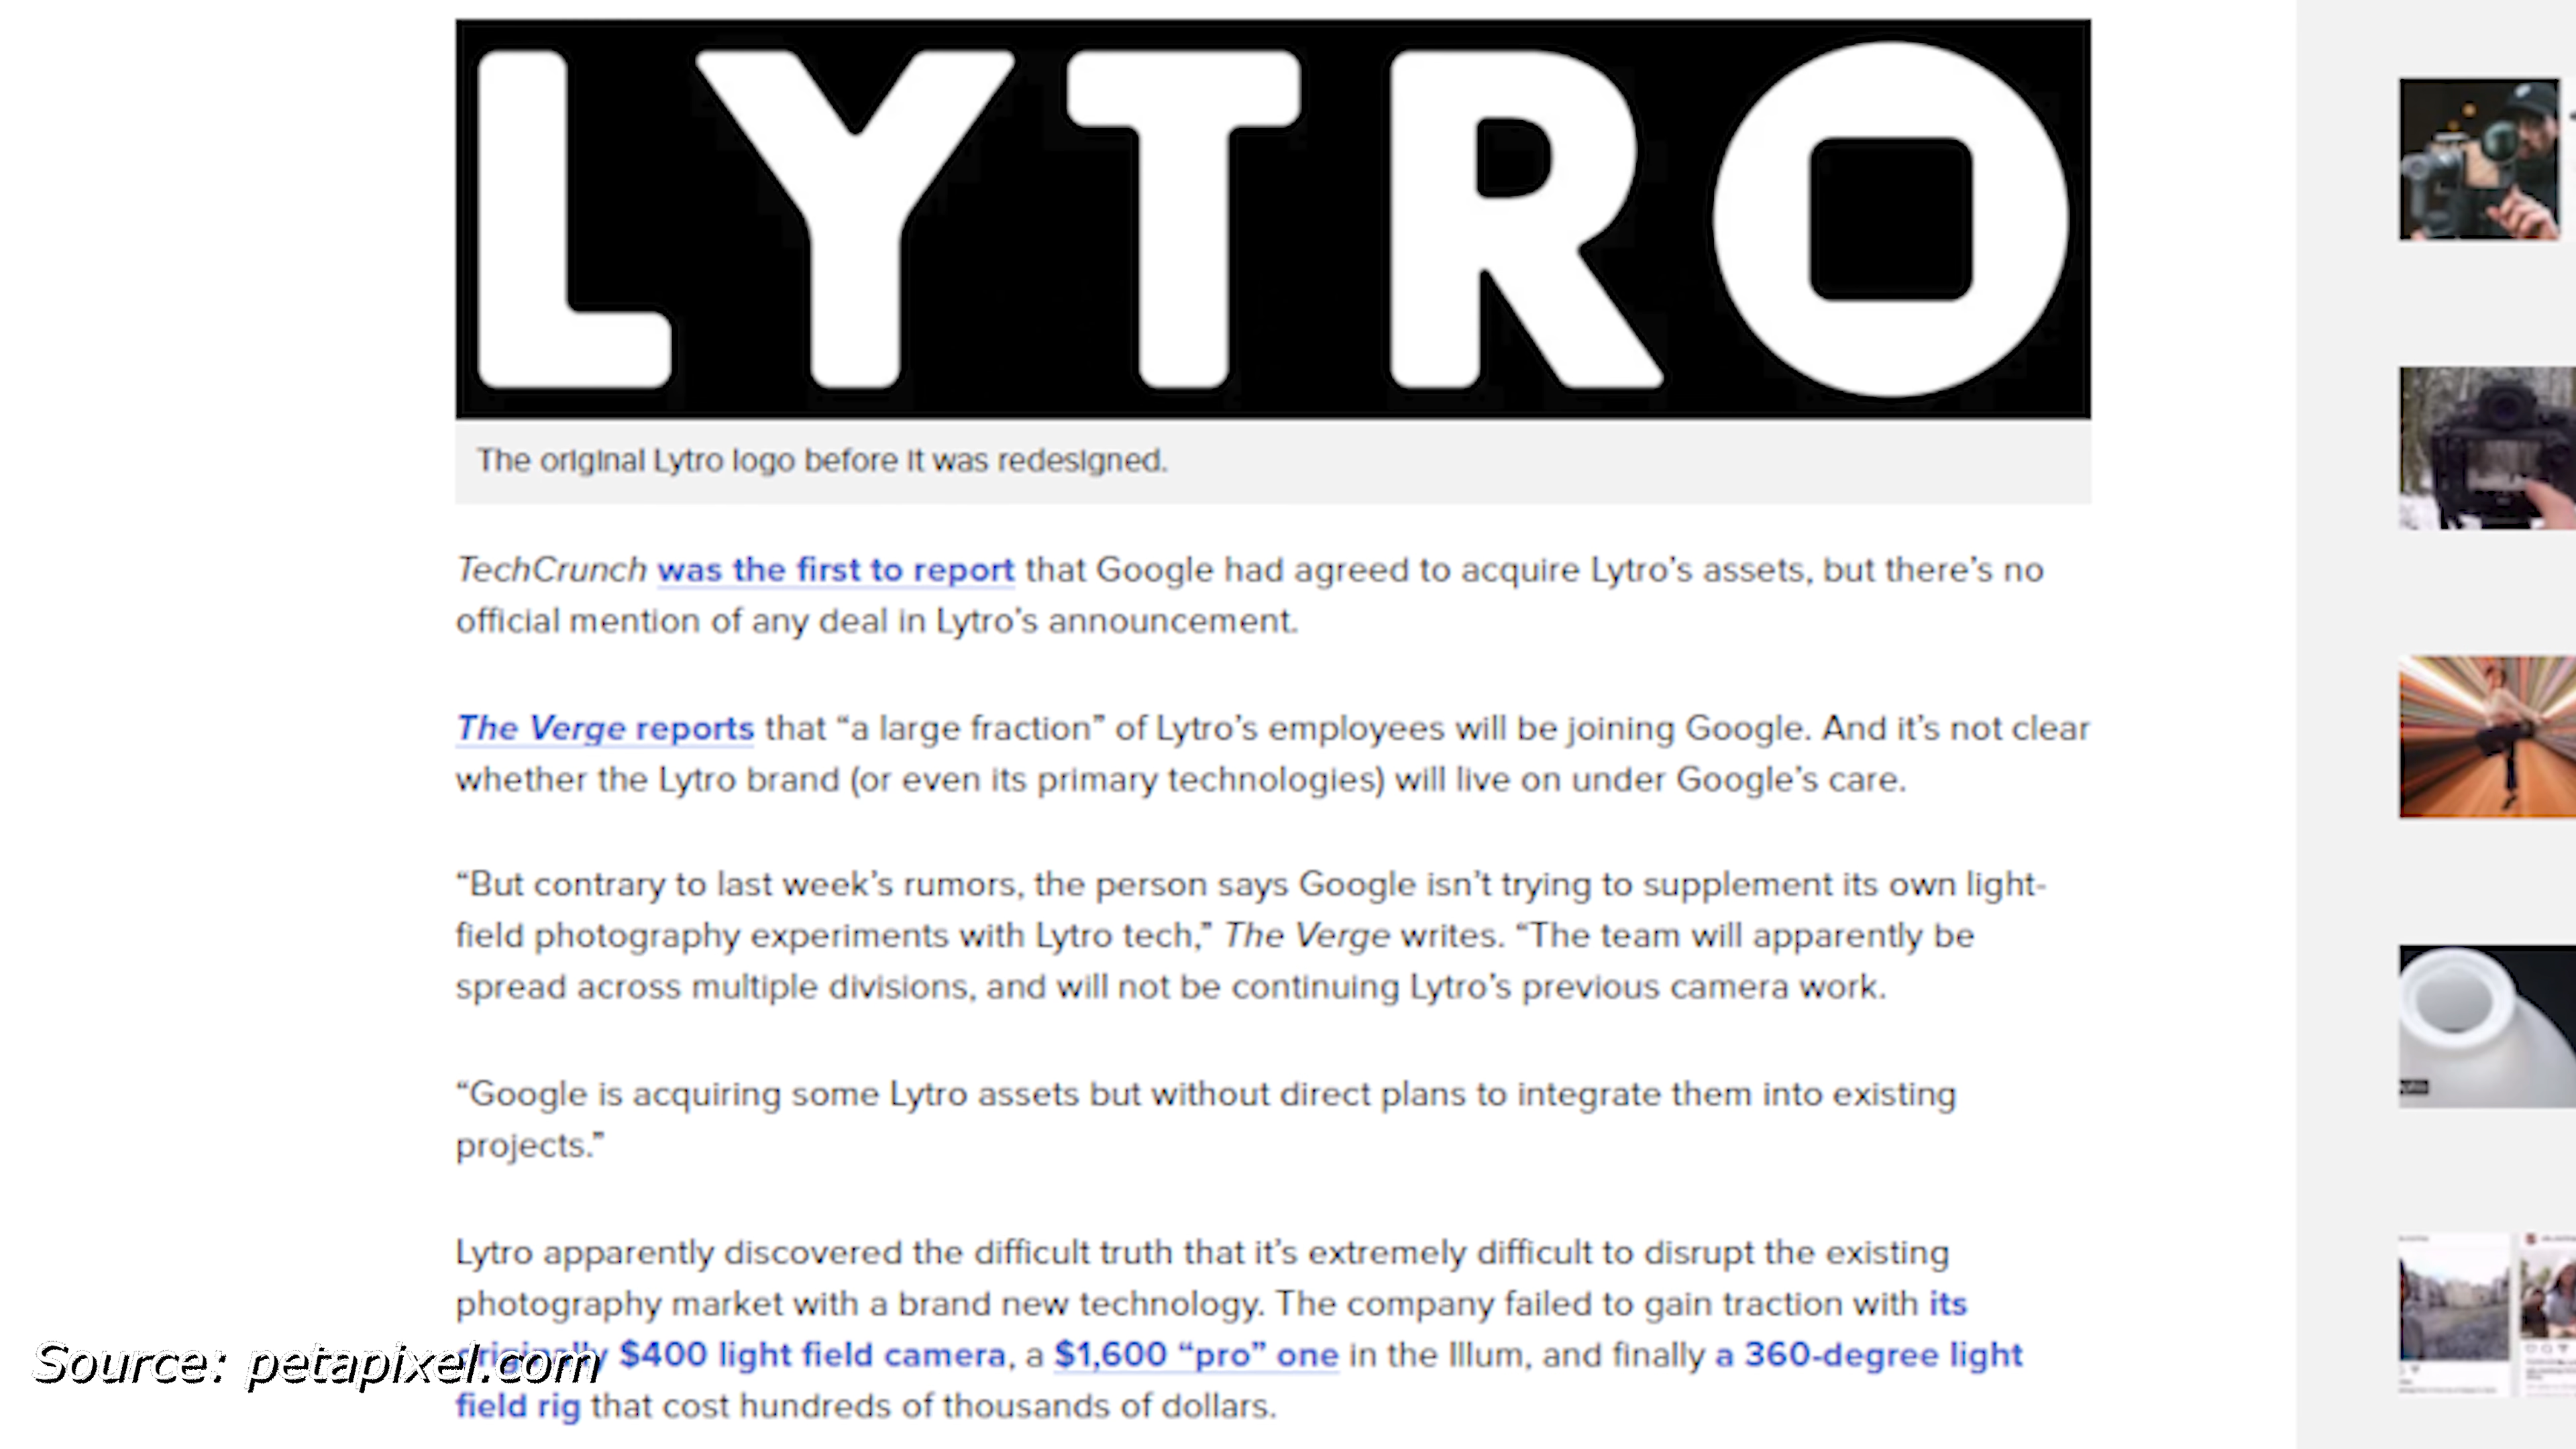 LYTRO
The original Lytro logo before it was redesigned.
TechCrunch was the first to report that Google had agreed to acquire Lytro’s assets, but there’s no
official mention of any deal in Lytro’s announcement.
The Verge reports that “a large fraction” of Lytro’s employees will be joining Google. And it’s not clear
whether the Lytro brand (or even its primary technologies) will live on under Google’s care.
“But contrary to last week’s rumors, the person says Google isn’t trying to supplement its own light-
field photography experiments with Lytro tech,” The Verge writes. “The team will apparently be
spread across multiple divisions, and will not be continuing Lytro’s previous camera work.
“Google is acquiring some Lytro assets but without direct plans to integrate them into existing
projects.”
Lytro apparently discovered the difficult truth that it’s extremely difficult to disrupt the existing
photography market with a brand new technology. The company failed to gain traction with its
originally $400 light field camera, a $1,600 “pro” one in the Illum, and finally a 360-degree light
field rig that cost hundreds of thousands of dollars.
Source: petapixel.com